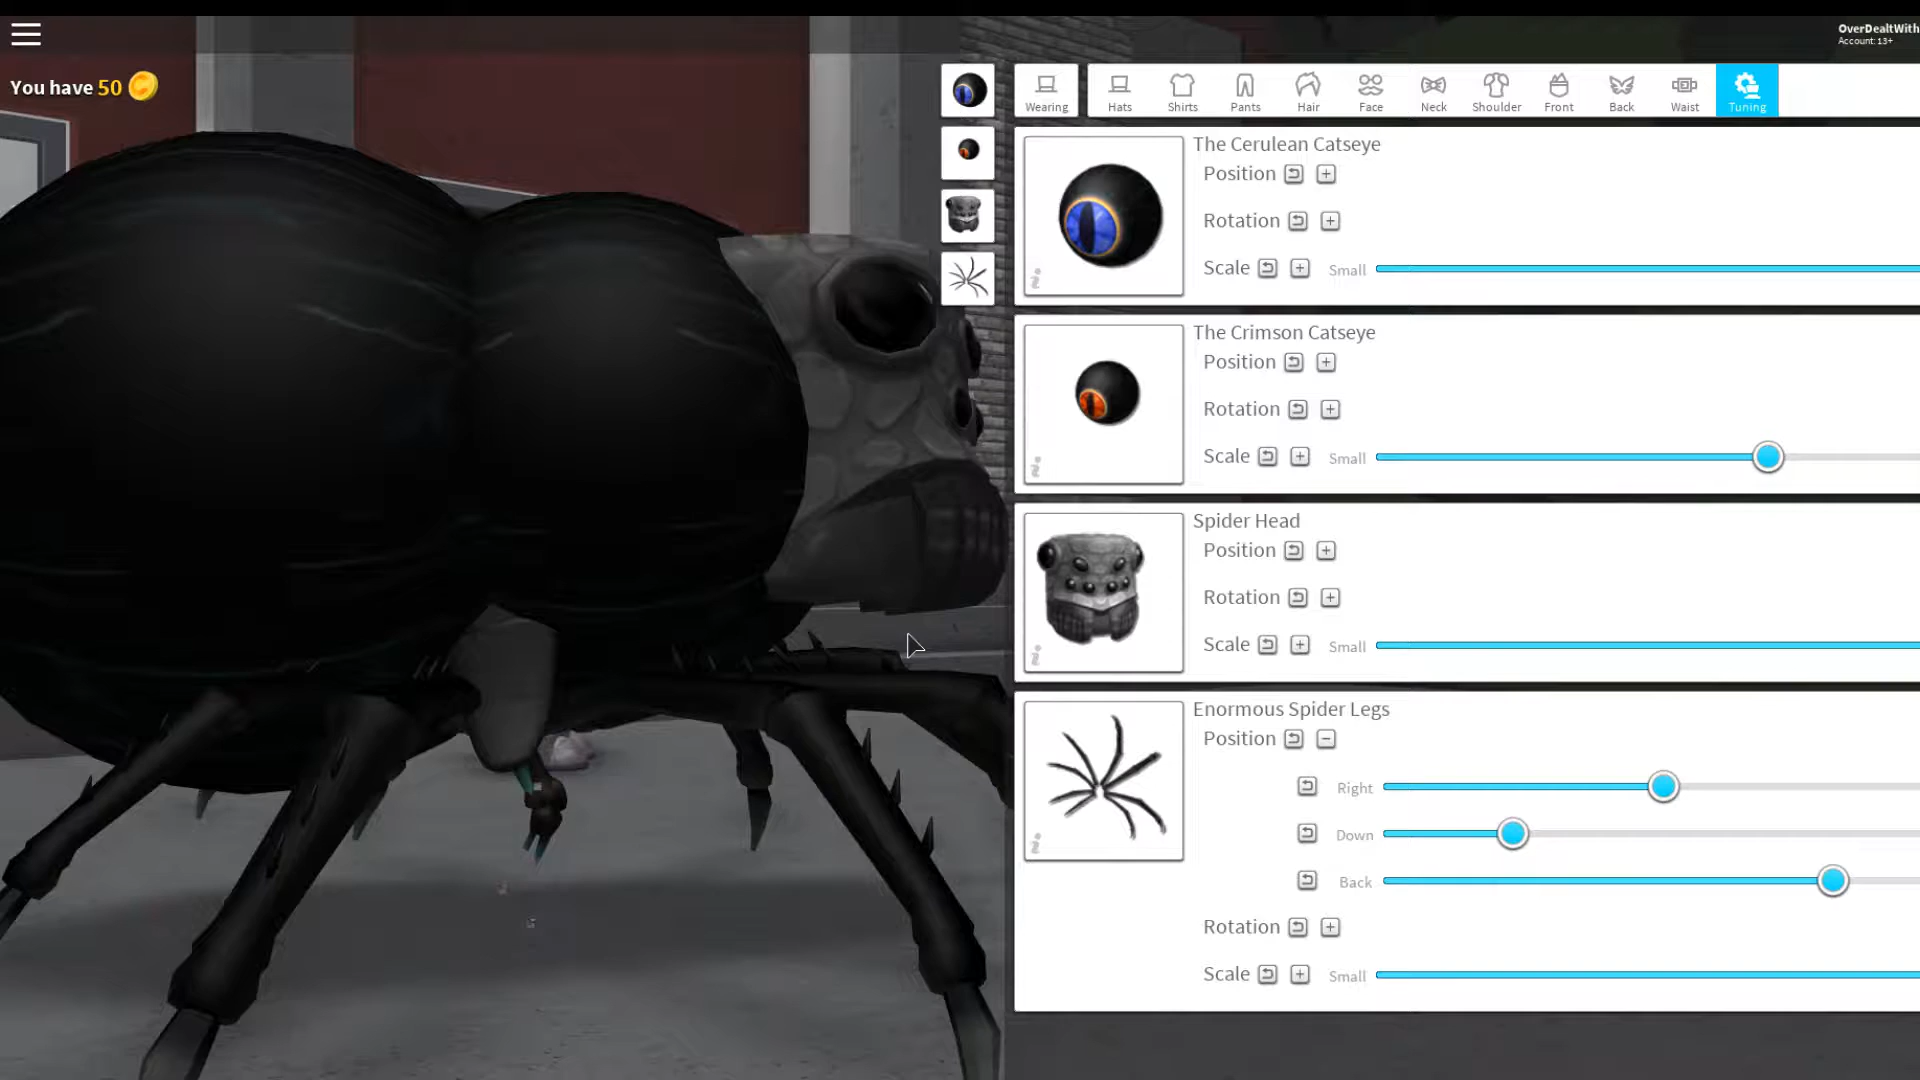 OverDealtWith
Account: 13+
You have 50
Wearing
Hats
Shirts
Pants
Hair
Face
Neck
Shoulder
Front
Back
Waist
Tuning
The Cerulean Catseye
Position
Rotation
Scale
Small
The Crimson Catseye
Position
Rotation
Scale
Small
Spider Head
Position
Rotation
Scale
Small
Enormous Spider Legs
Position
Right
Down
Back
Rotation
Scale
Small